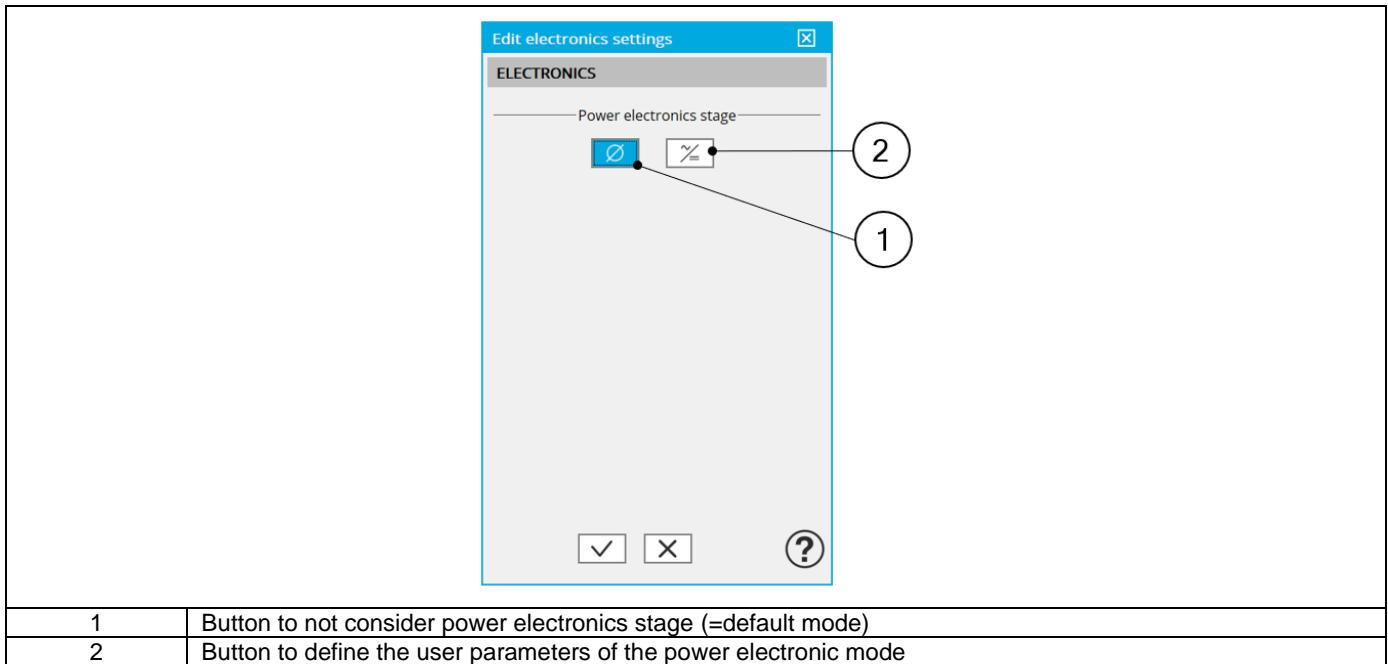 Edit electronics settings
ELECTRONICS
Power electronics stage
2
1
?
1 Button to not consider power electronics stage (=default mode)
2 Button to define the user parameters of the power electronic mode